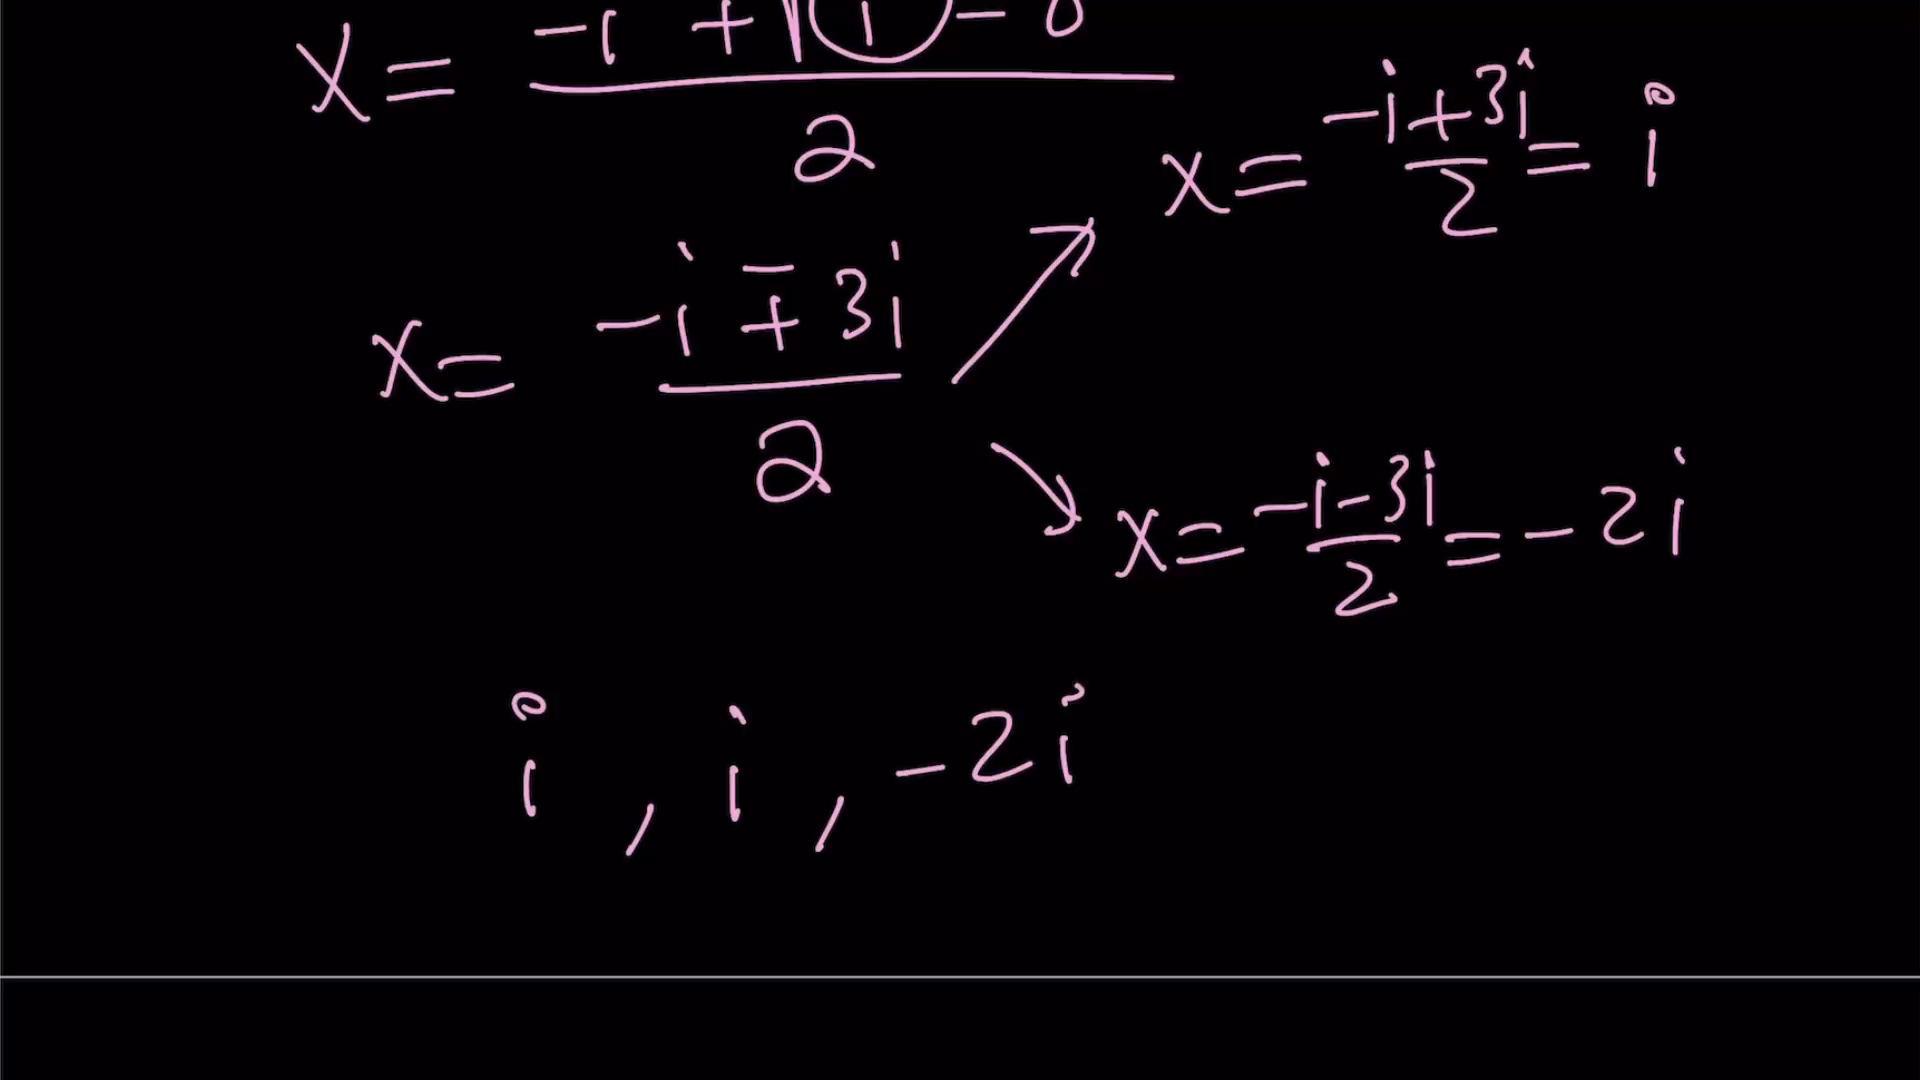 x = (-i + √(i) - 8) / 2
x = (-i ∓ 3i) / 2
x = (-i + 3i) / 2 = i
x = (-i - 3i) / 2 = -2i
i , i , -2i